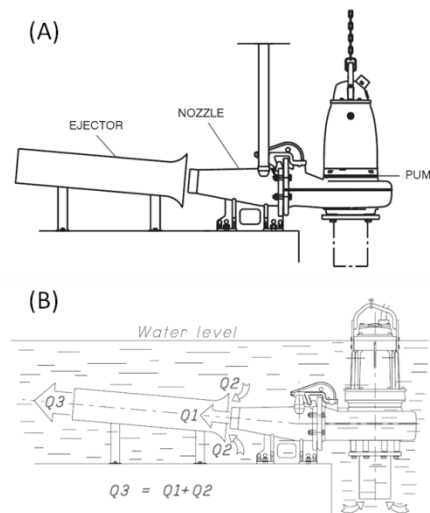 (A)
NOZZLE
EJECTOR
PUM
(B)
Water level
Q2
Q3
Q1
Q2
Q3 = Q1+Q2